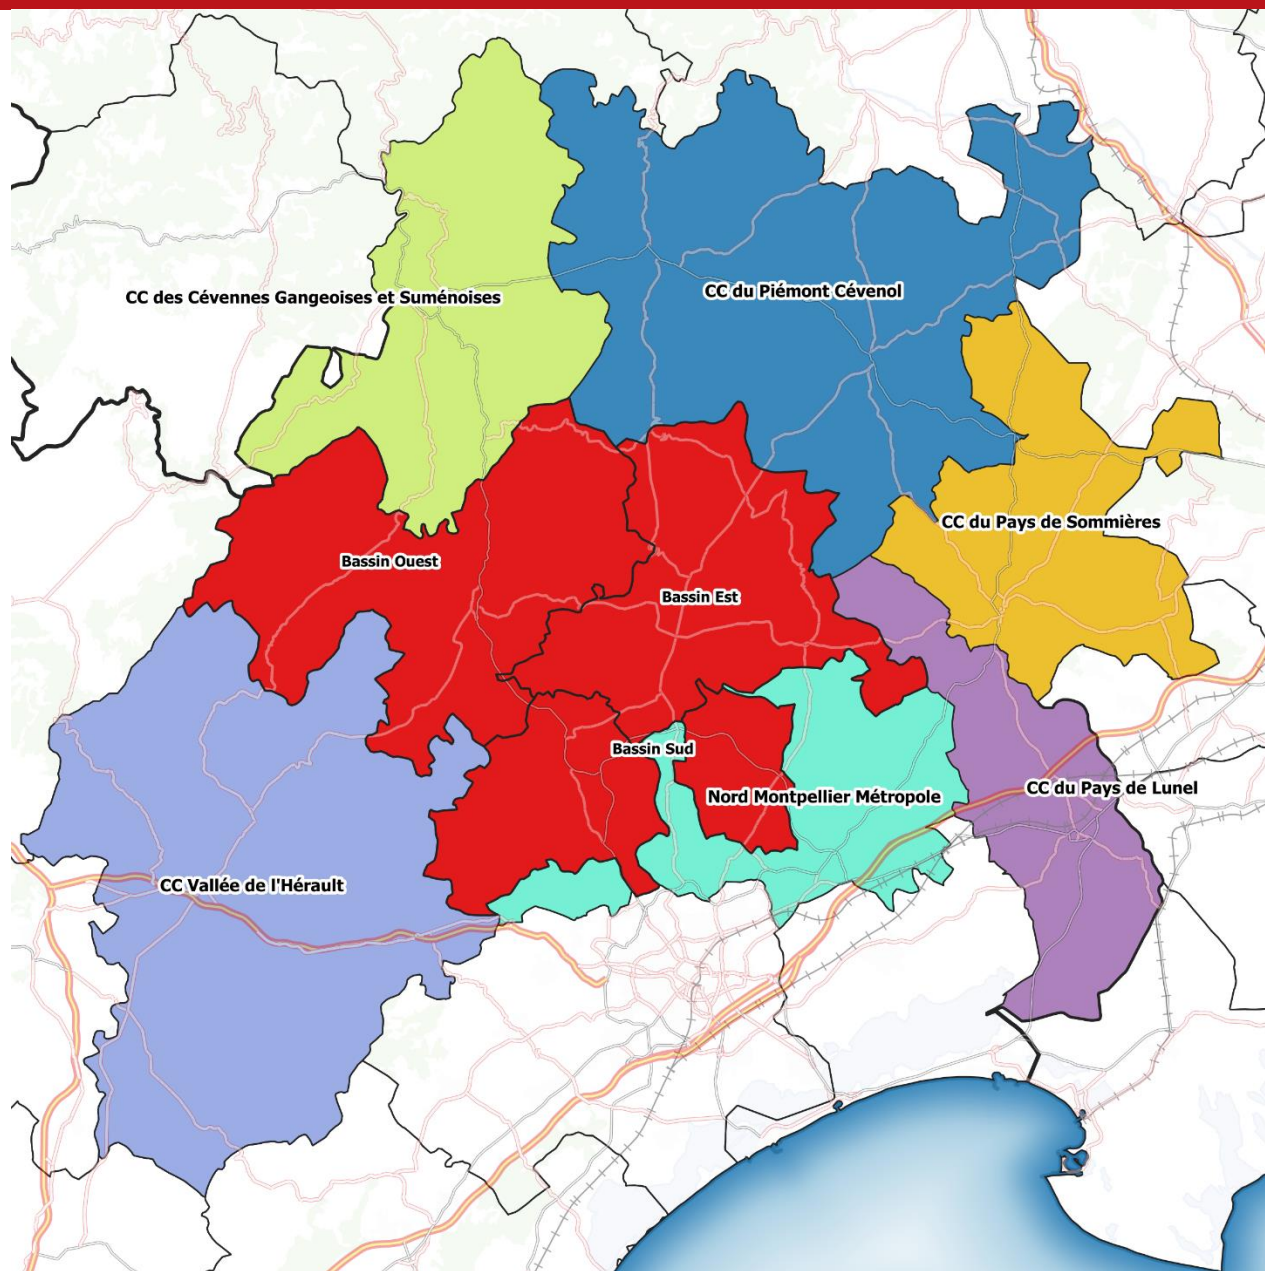 CC du Piémont Cévenol
CC des Cévennes Gangeoises et Suménoises
CC du Pays de Sommières
Bassin Ouest
Bassin Est
Bassin Sud
CC du Pays de Lunel
Nord Montpellier Métropole
CC Vallée de l'Hérault